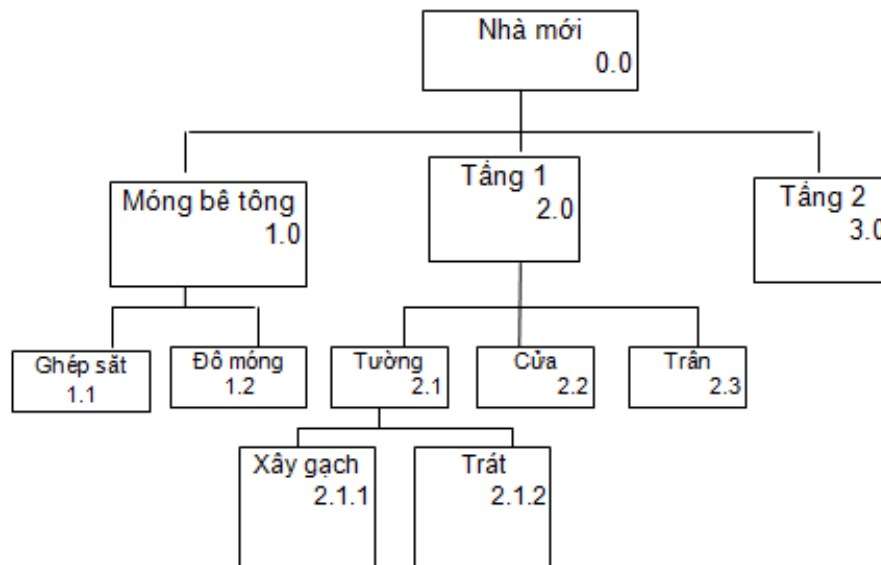 Nhà mới
0.0
Móng bê tông
1.0
Tầng 1
2.0
Tầng 2
3.0
Ghép sắt
1.1
Đổ móng
1.2
Tường
2.1
Cửa
2.2
Trần
2.3
Xây gạch
2.1.1
Trát
2.1.2